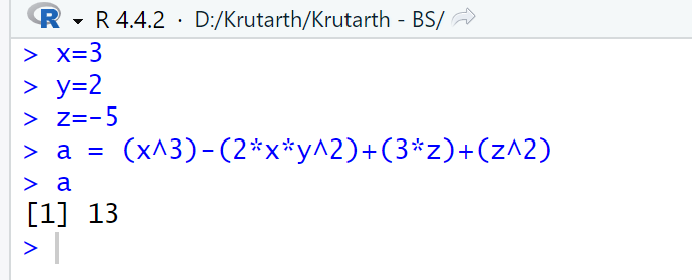 R R 4.4.2 · D:/Krutarth/Krutarth - BS/
> x=3
> y=2
> z=-5
> a = (x^3)-(2*x*y^2)+(3*z)+(z^2)
> a
[1] 13
>